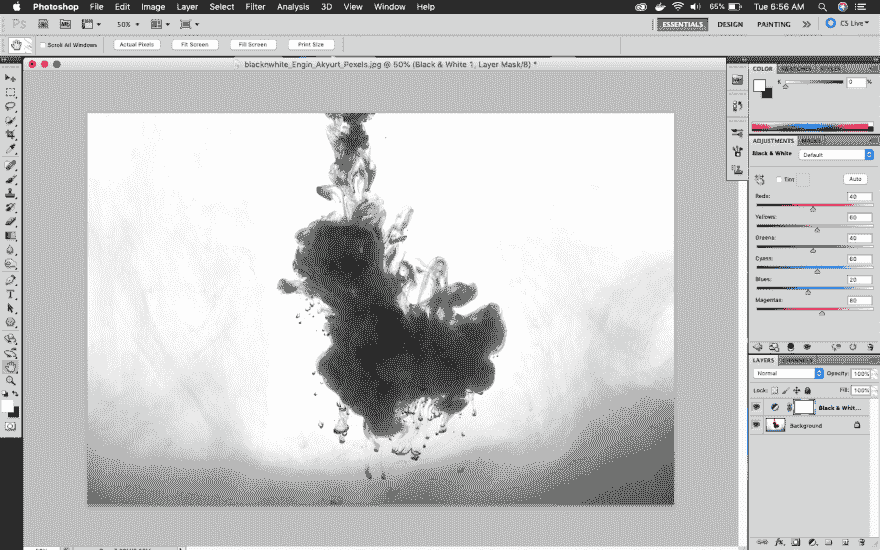 Photoshop File Edit Image Layer Select Filter Analysis 3D View Window Help 65% Tue 6:56 AM
Ps 50% ESSENTIALS DESIGN PAINTING CS Live
Scroll All Windows Actual Pixels Fit Screen Fill Screen Print Size
blacknwhite_Engin_Akyurt_Pexels.jpg @ 50% (Black & White 1, Layer Mask/8) *
COLOR SWATCHES STYLES
K 0 %
ADJUSTMENTS MASKS
Black & White Default
Tint Auto
Reds: 40
Yellows: 60
Greens: 40
Cyans: 60
Blues: 20
Magentas: 80
LAYERS CHANNELS
Normal Opacity: 100%
Lock: Fill: 100%
Black & Whit...
Background